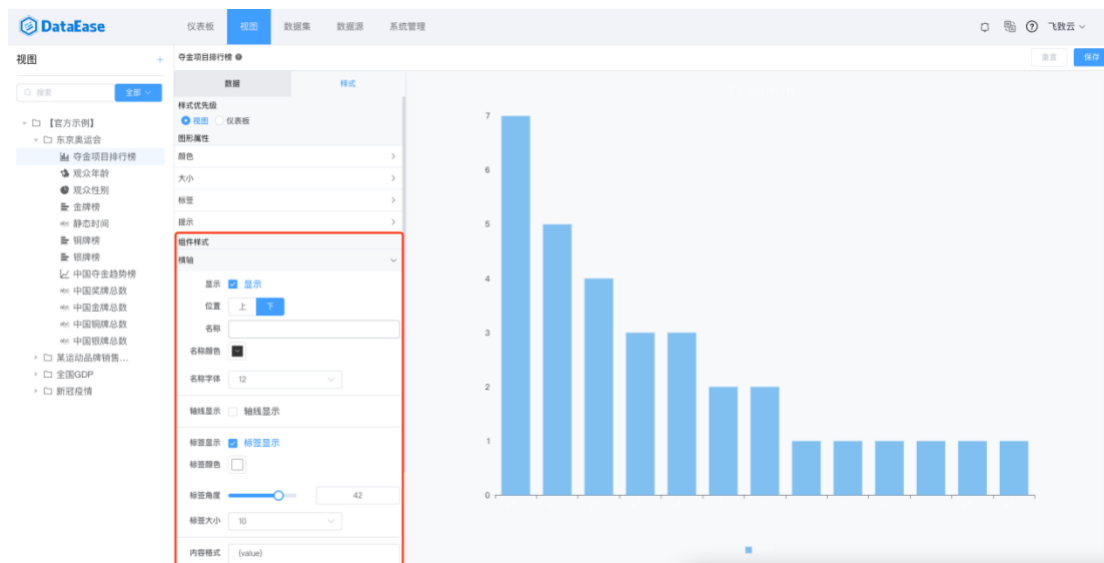 DataEase
仪表板 视图 数据集 数据源 系统管理
飞致云
视图 +
夺金项目排行榜
重置 保存
数据 样式
搜索 全部
样式优先级
视图 仪表板
图形属性
颜色
大小
标签
提示
组件样式
横轴
显示 显示
位置 上 下
名称
名称颜色
名称字体 12
轴线显示 轴线显示
标签显示 标签显示
标签颜色
标签角度 42
标签大小 10
内容格式 {value}
【官方示例】
东京奥运会
夺金项目排行榜
观众年龄
观众性别
金牌榜
静态时间
铜牌榜
银牌榜
中国夺金趋势榜
中国奖牌总数
中国金牌总数
中国铜牌总数
中国银牌总数
某运动品牌销售...
全国GDP
新冠疫情
7
6
5
4
3
2
1
0